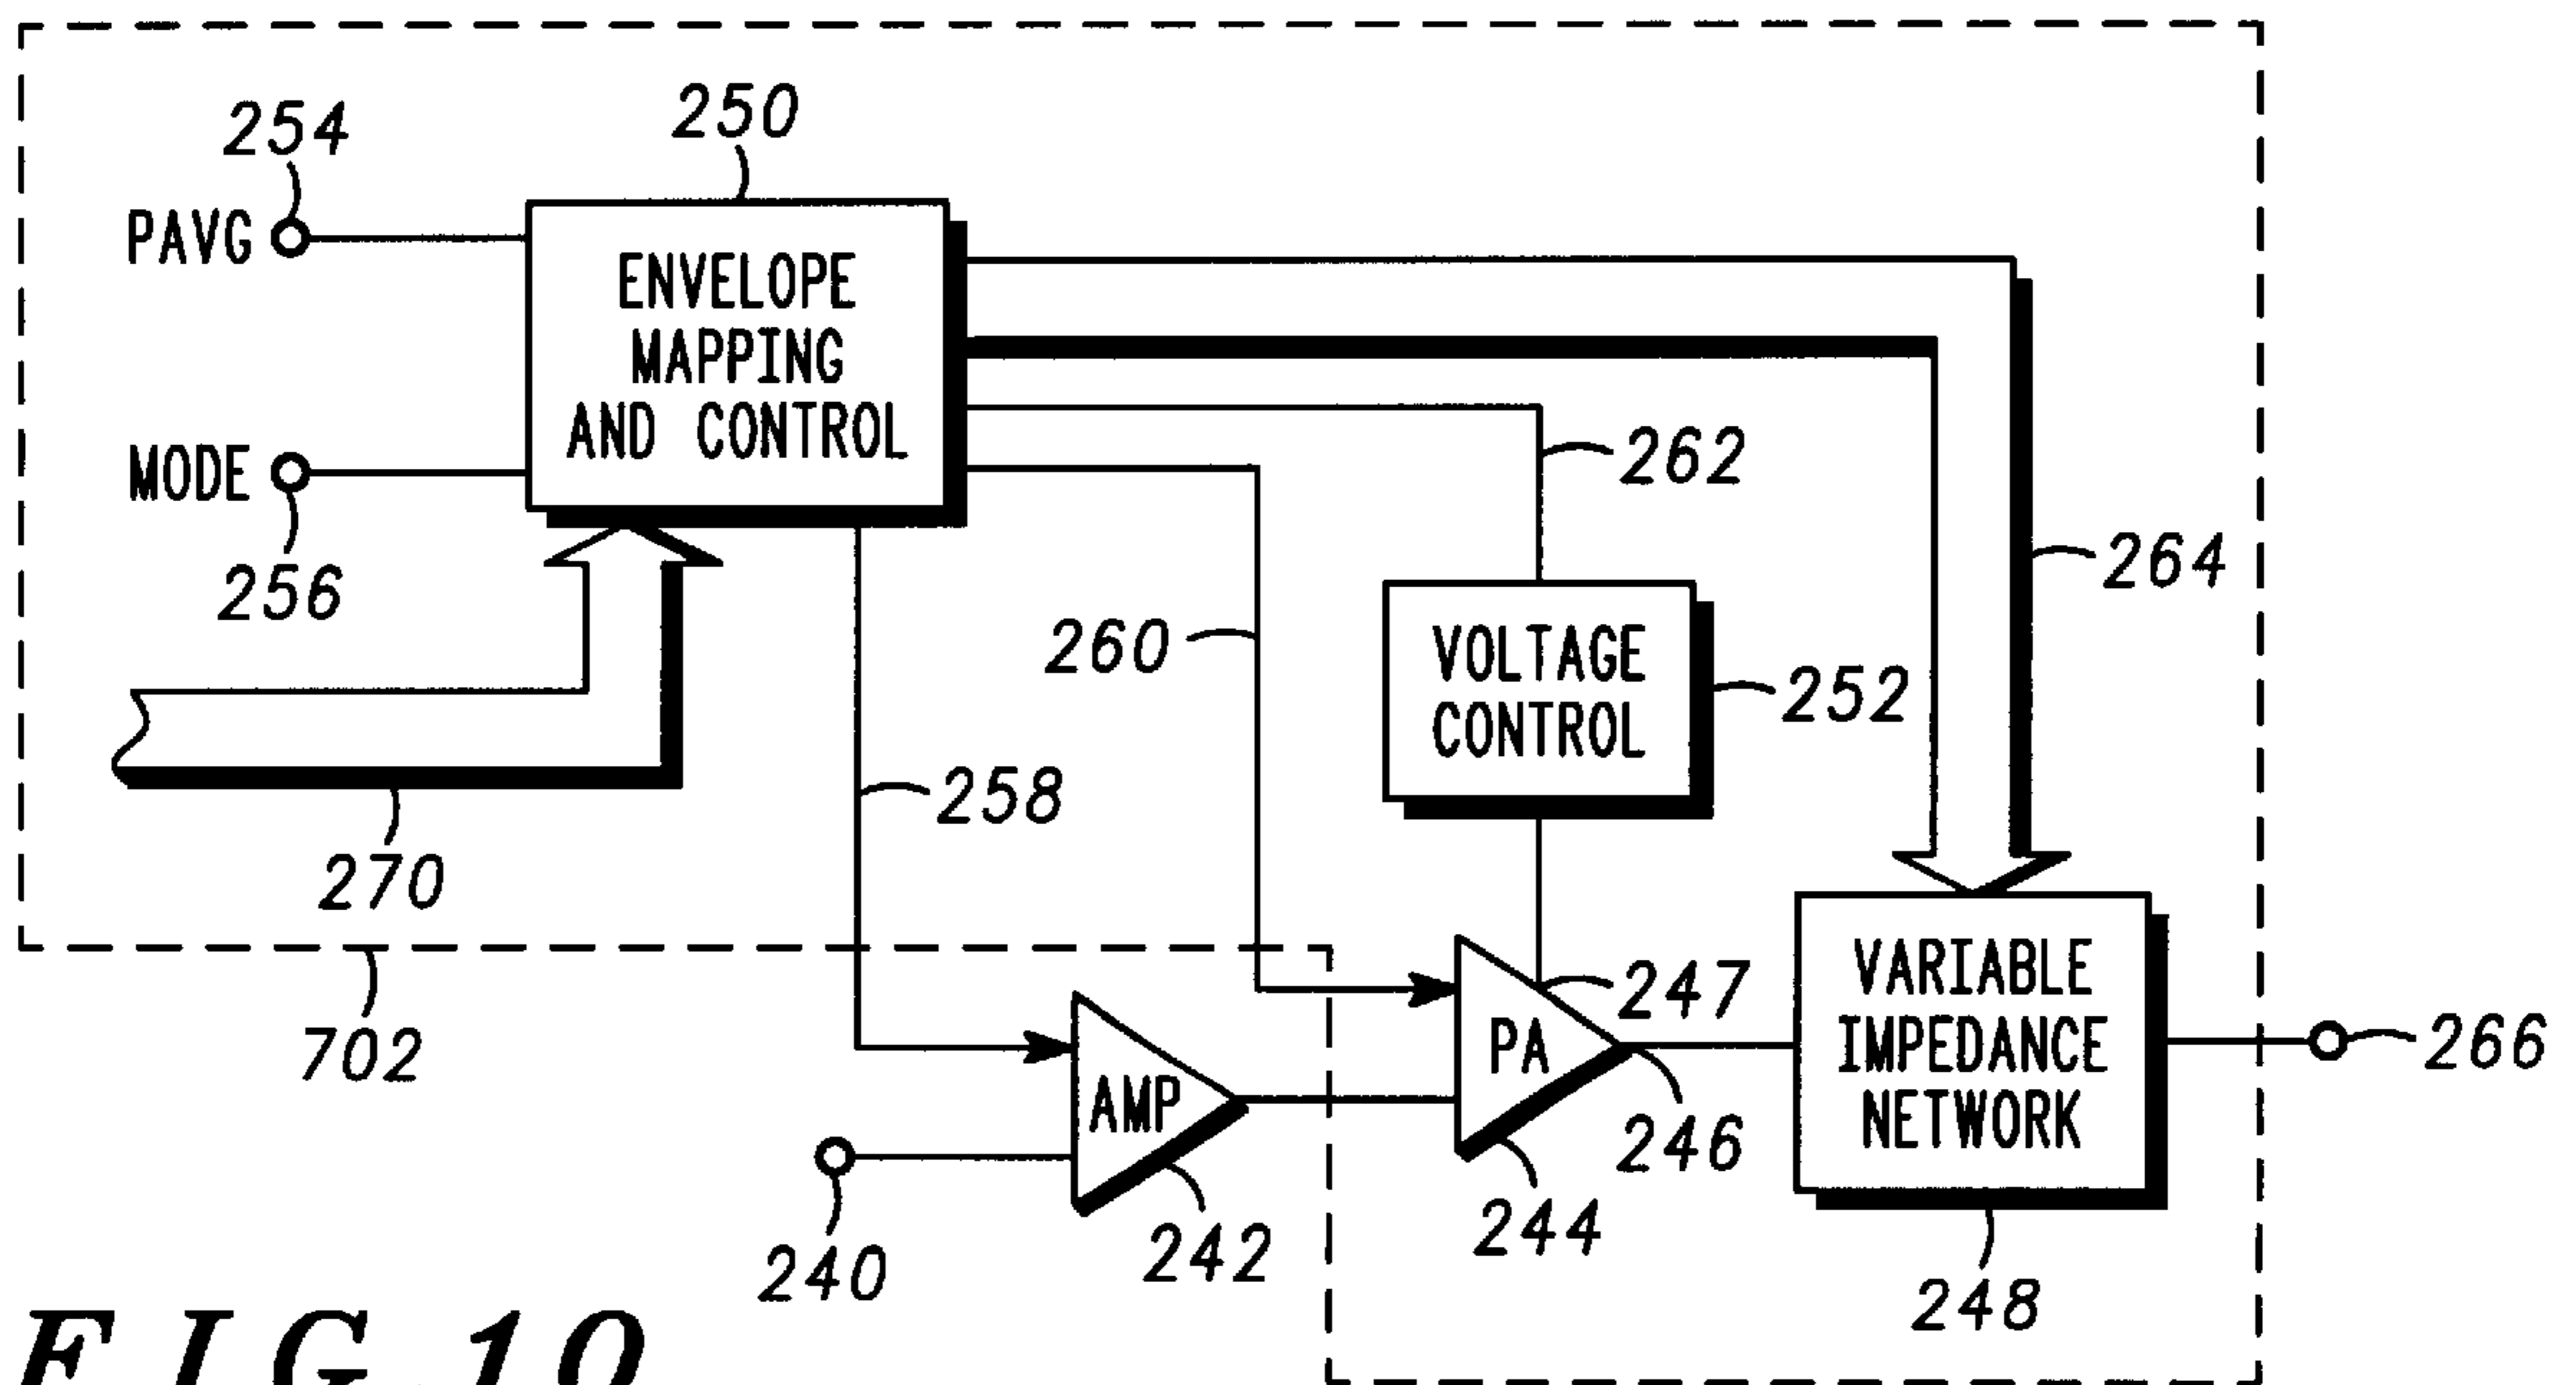 250
254
PAVG
ENVELOPE
MAPPING
AND CONTROL
MODE
256
262
264
260
VOLTAGE
CONTROL
252
258
270
702
247
VARIABLE
IMPEDANCE
NETWORK
PA
AMP
266
246
244
240
242
248
FIG.10